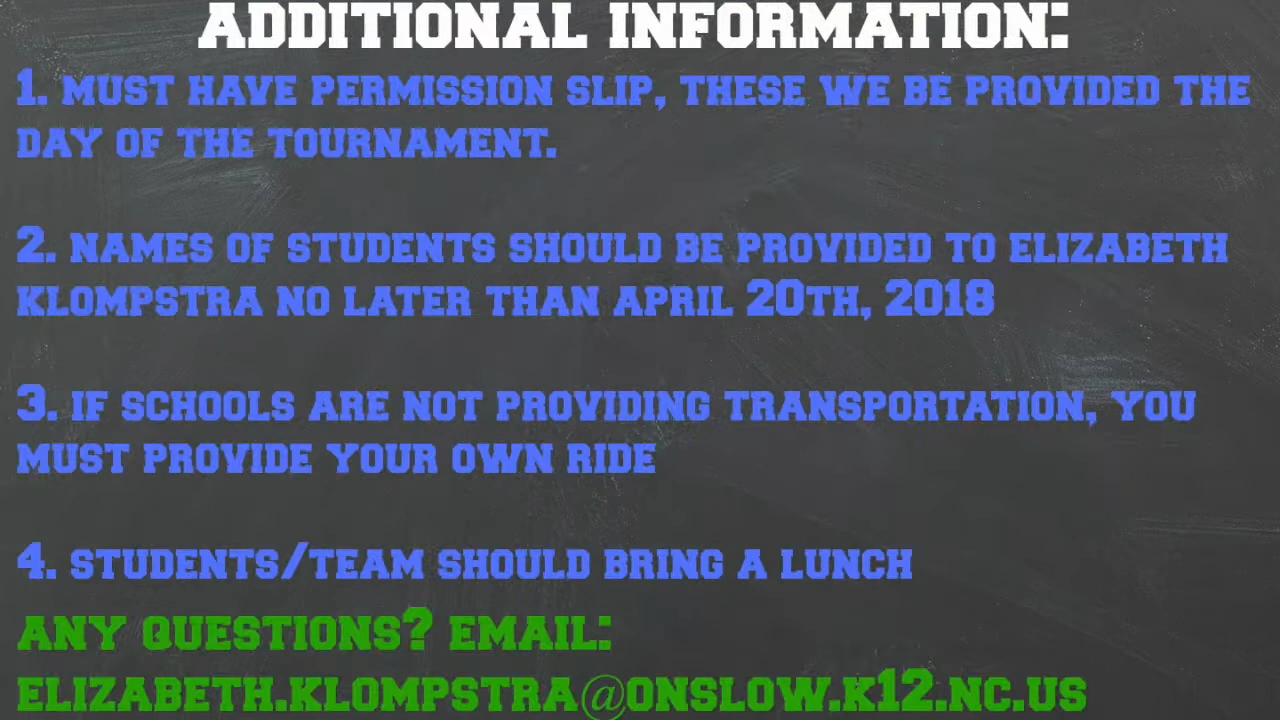 ADDITIONAL INFORMATION:
1. MUST HAVE PERMISSION SLIP, THESE WE BE PROVIDED THE
DAY OF THE TOURNAMENT.
2. NAMES OF STUDENTS SHOULD BE PROVIDED TO ELIZABETH
KLOMPSTRA NO LATER THAN APRIL 20TH, 2018
3. IF SCHOOLS ARE NOT PROVIDING TRANSPORTATION, YOU
MUST PROVIDE YOUR OWN RIDE
4. STUDENTS/TEAM SHOULD BRING A LUNCH
ANY QUESTIONS? EMAIL:
ELIZABETH.KLOMPSTRA@ONSLOW.K12.NC.US